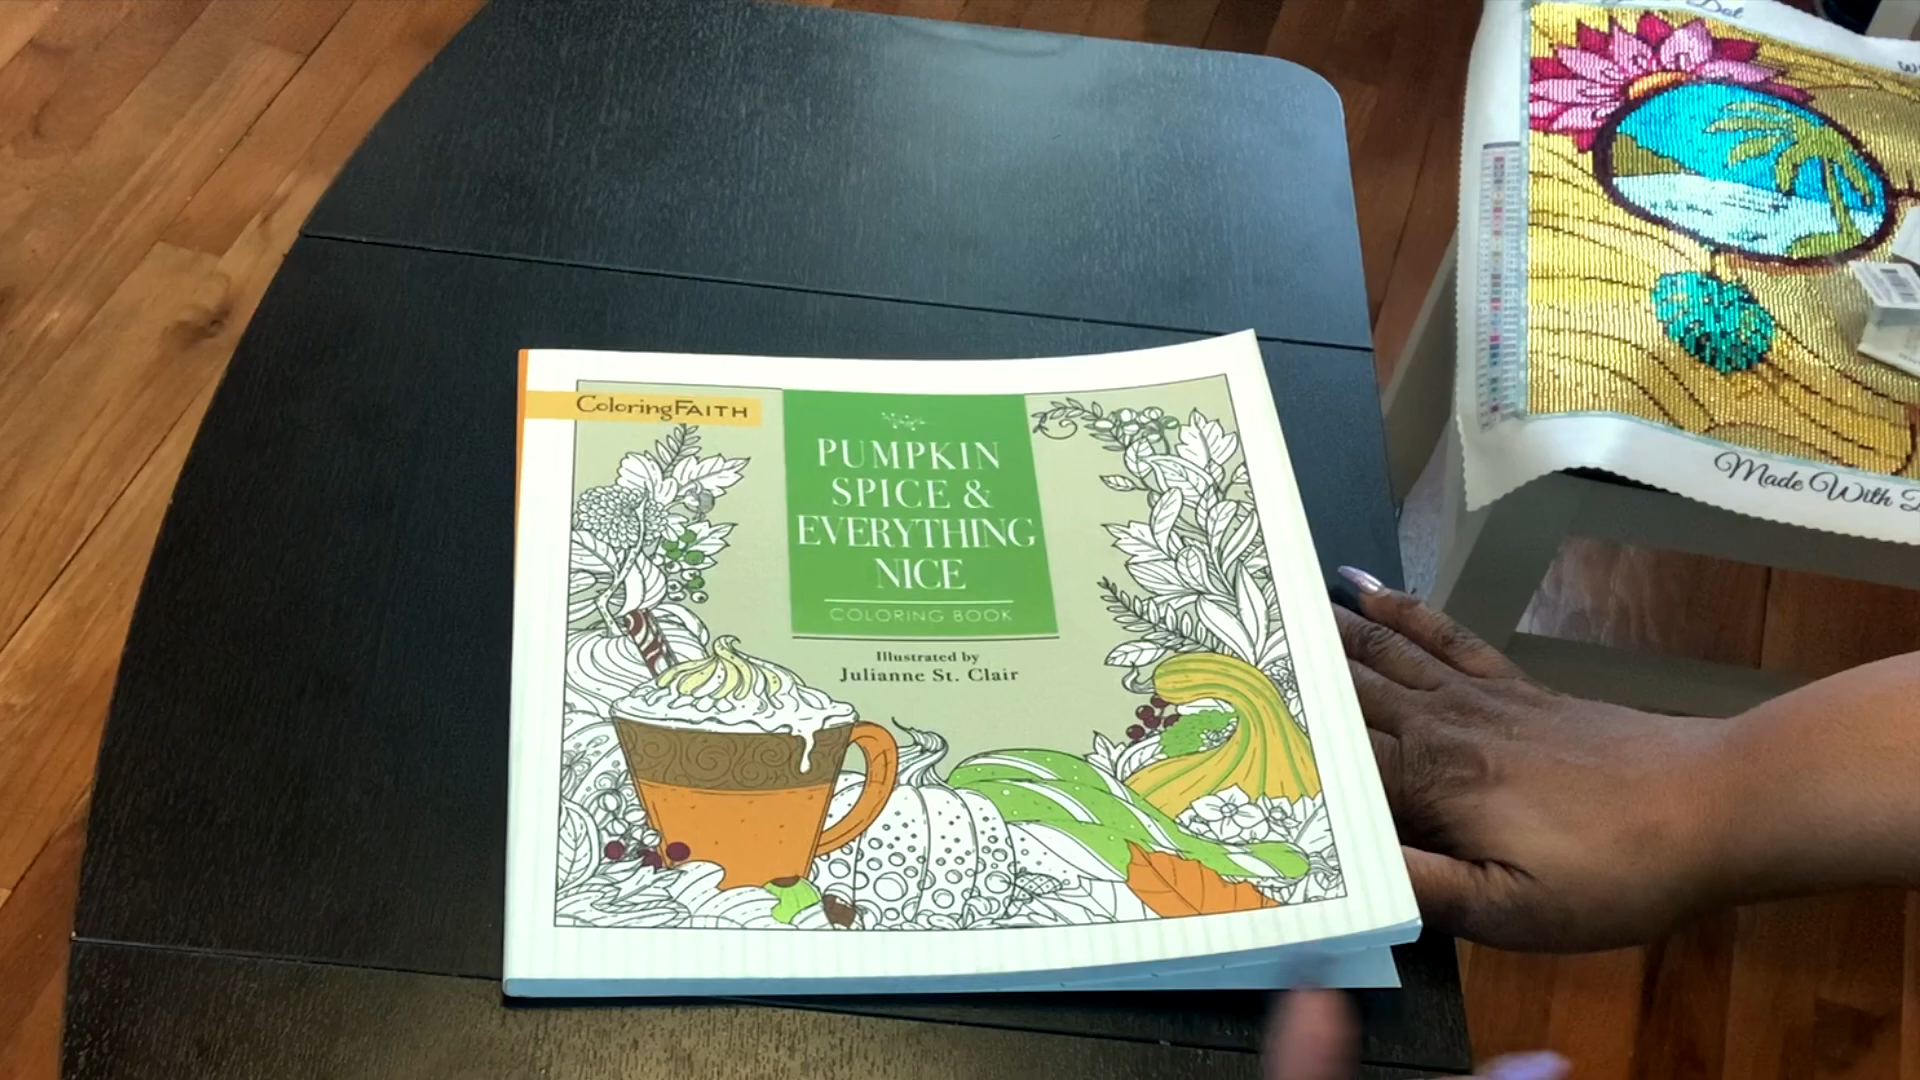 ColoringFAITH
PUMPKIN
SPICE &
EVERYTHING
NICE
COLORING BOOK
Illustrated by
Julianne St. Clair
Made With